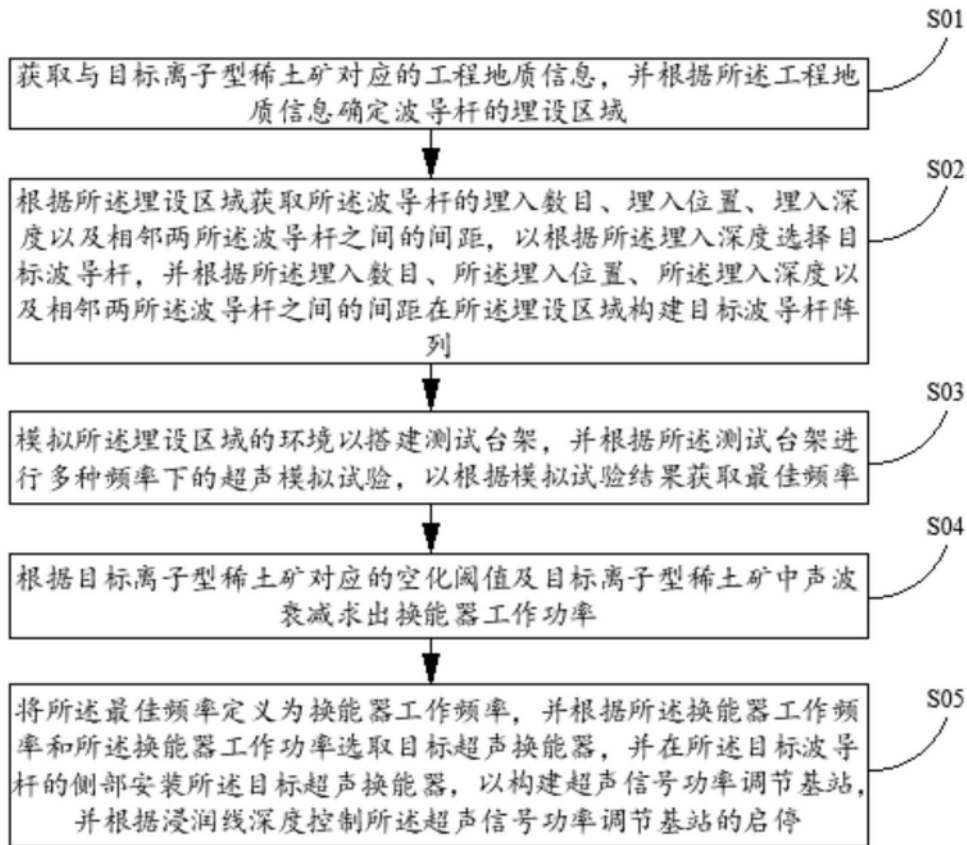 S01
获取与目标离子型稀土矿对应的工程地质信息，并根据所述工程地
质信息确定波导杆的埋设区域
S02
根据所述埋设区域获取所述波导杆的埋入数目、埋入位置、埋入深
度以及相邻两所述波导杆之间的间距，以根据所述埋入深度选择目
标波导杆，并根据所述埋入数目、所述埋入位置、所述埋入深度以
及相邻两所述波导杆之间的间距在所述埋设区域构建目标波导杆阵
列
S03
模拟所述埋设区域的环境以搭建测试台架，并根据所述测试台架进
行多种频率下的超声模拟试验，以根据模拟试验结果获取最佳频率
S04
根据目标离子型稀土矿对应的空化阈值及目标离子型稀土矿中声波
衰减求出换能器工作功率
S05
将所述最佳频率定义为换能器工作频率，并根据所述换能器工作频
率和所述换能器工作功率选取目标超声换能器，并在所述目标波导
杆的侧部安装所述目标超声换能器，以构建超声信号功率调节基站，
并根据浸润线深度控制所述超声信号功率调节基站的启停